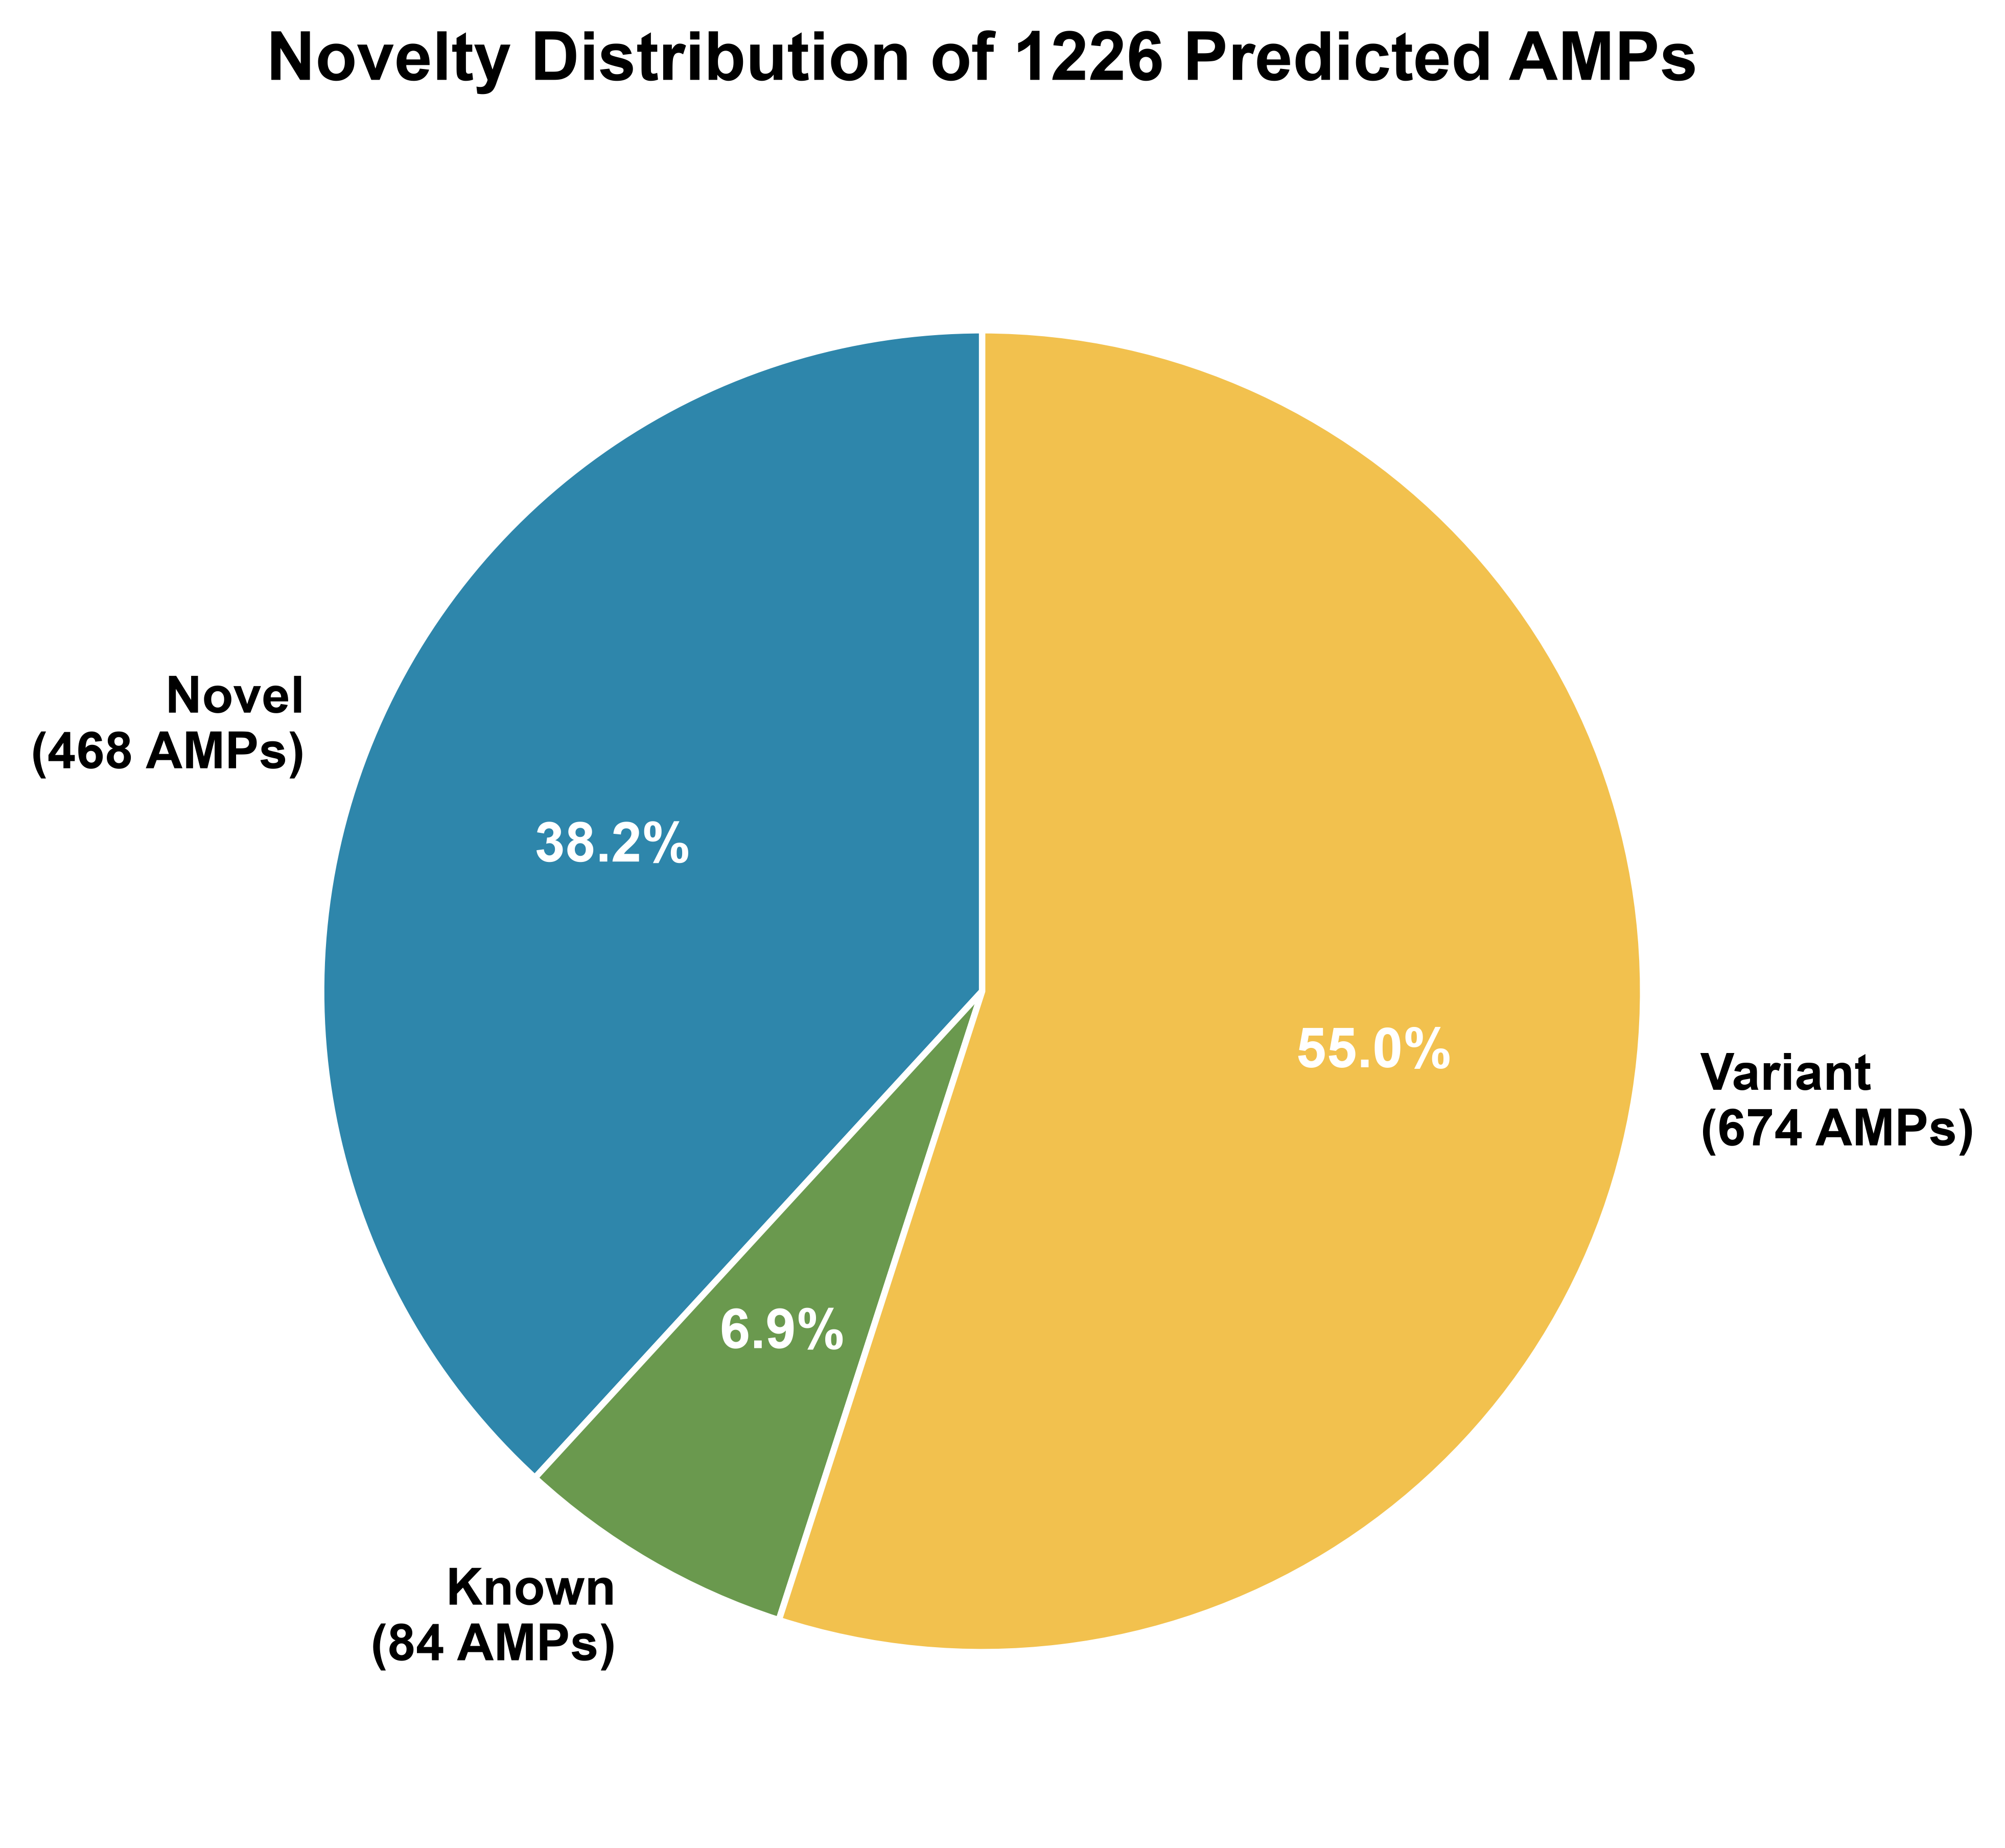 Novelty Distribution of 1226 Predicted AMPs
Novel
(468 AMPs)
38.2%
55.0%
Variant
(674 AMPs)
6.9%
Known
(84 AMPs)